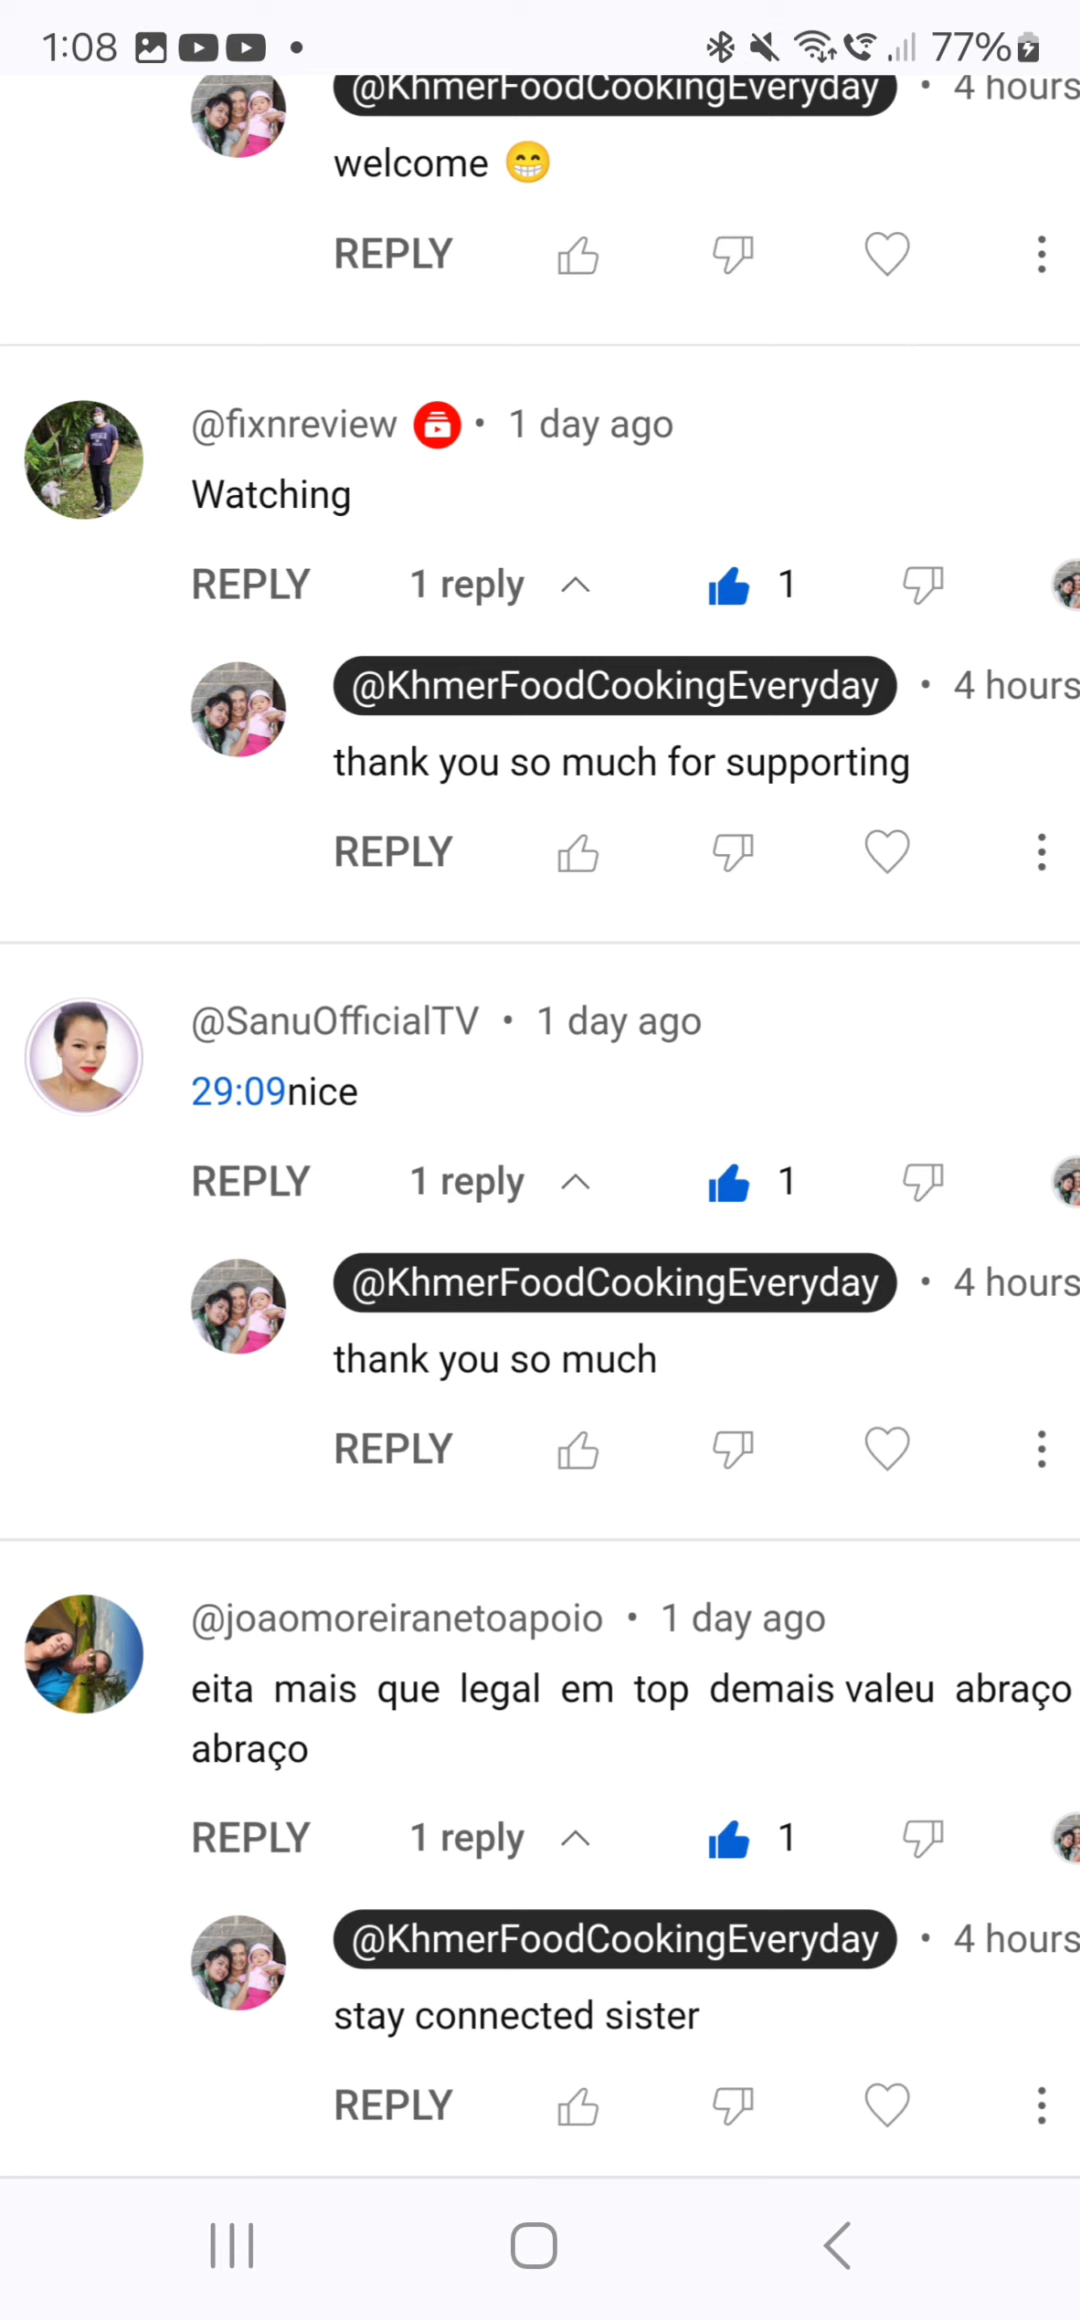 1:08 77%
@KhmerFoodCookingEveryday • 4 hours
welcome 😁
REPLY
@fixnreview • 1 day ago
Watching
REPLY 1 reply 1
@KhmerFoodCookingEveryday • 4 hours
thank you so much for supporting
REPLY
@SanuOfficialTV • 1 day ago
29:09nice
REPLY 1 reply 1
@KhmerFoodCookingEveryday • 4 hours
thank you so much
REPLY
@joaomoreiranetoapoio • 1 day ago
eita mais que legal em top demais valeu abraço
abraço
REPLY 1 reply 1
@KhmerFoodCookingEveryday • 4 hours
stay connected sister
REPLY